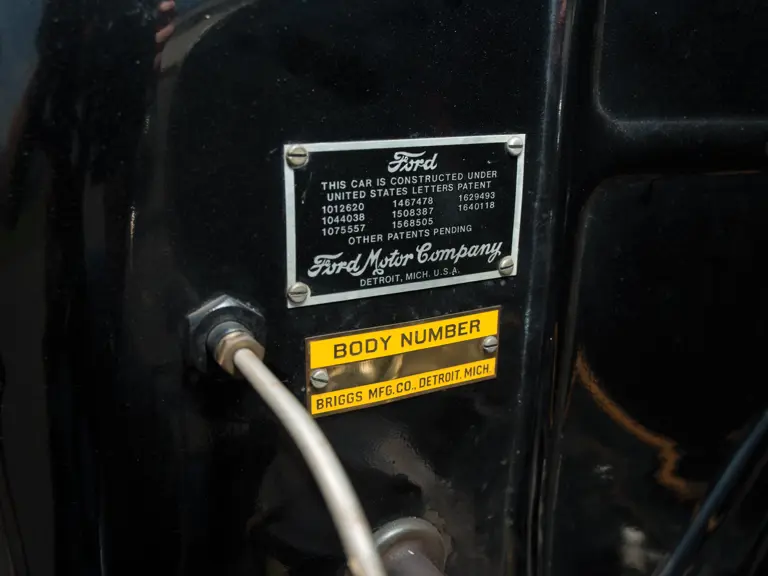 Ford
THIS CAR IS CONSTRUCTED UNDER
UNITED STATES LETTERS PATENT
1012620 1467478 1629493
1044038 1508387 1640118
1075557 1568505
OTHER PATENTS PENDING
Ford Motor Company
DETROIT, MICH. U.S.A.
BODY NUMBER
BRIGGS MFG.CO., DETROIT, MICH.